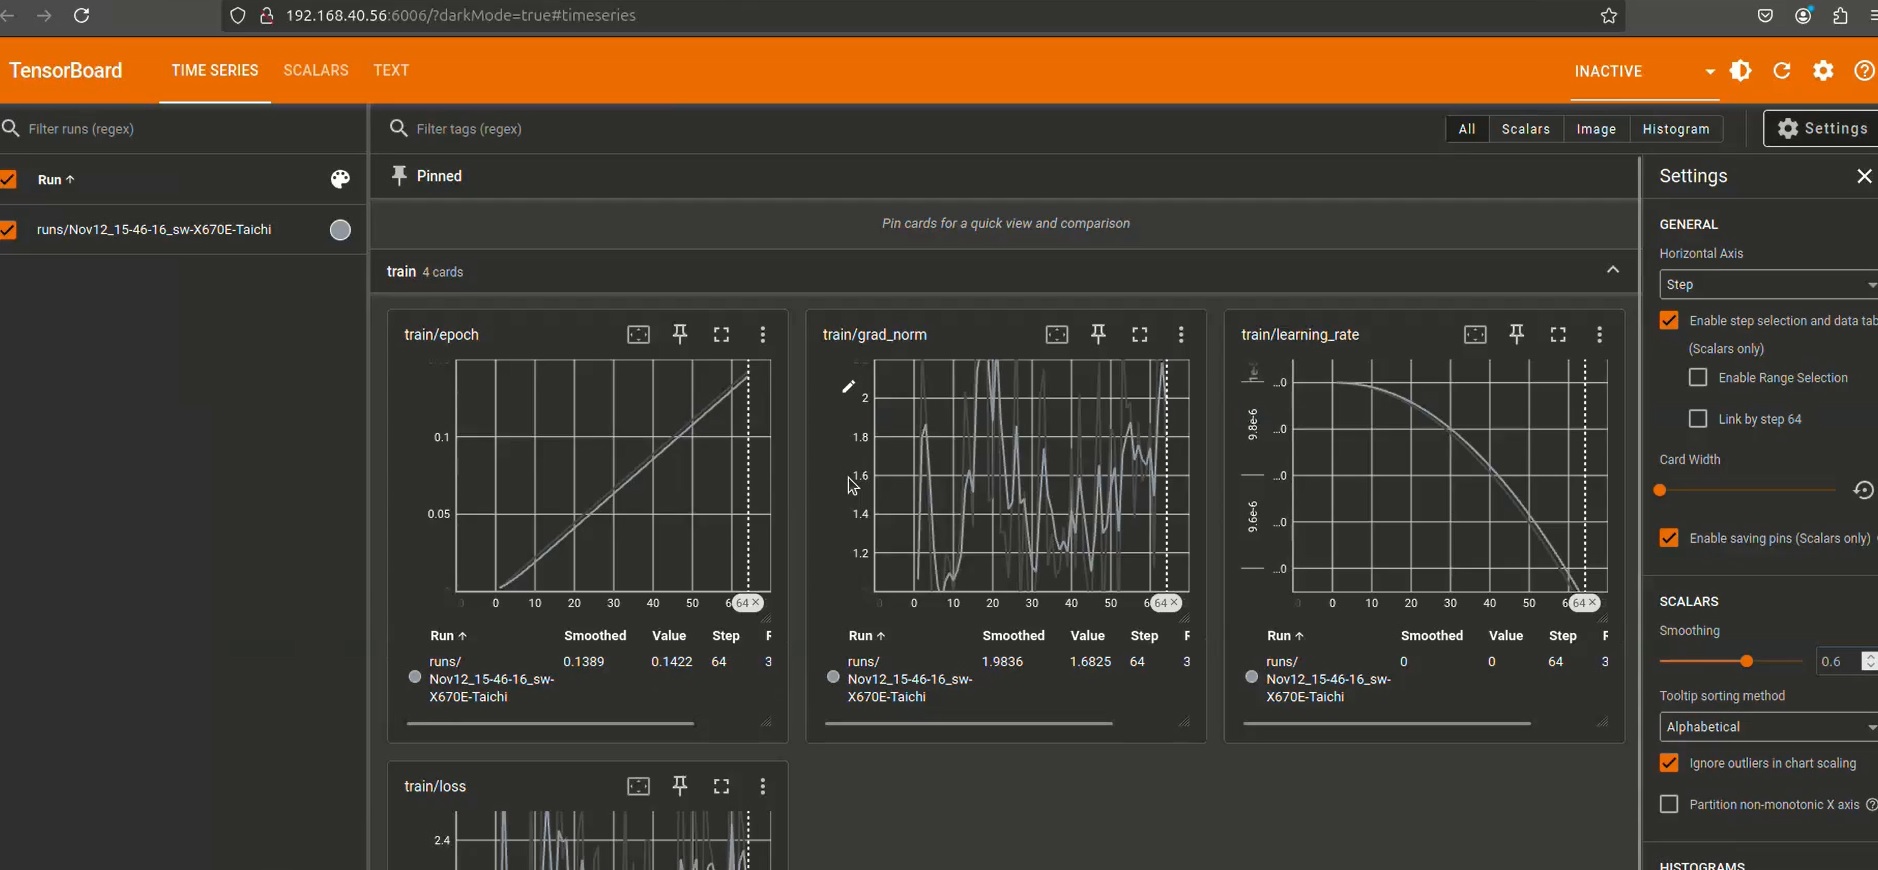 192.168.40.56:6006/?darkMode=true#timeseries
TensorBoard TIME SERIES SCALARS TEXT INACTIVE
Filter runs (regex)
Filter tags (regex)
All Scalars Image Histogram Settings
Run ↑
Pinned
Settings
runs/Nov12_15-46-16_sw-X670E-Taichi
Pin cards for a quick view and comparison
train 4 cards
GENERAL
Horizontal Axis
Step
Enable step selection and data tab
(Scalars only)
Enable Range Selection
Link by step 64
Card Width
Enable saving pins (Scalars only)
SCALARS
Smoothing
0.6
Tooltip sorting method
Alphabetical
Ignore outliers in chart scaling
Partition non-monotonic X axis
HISTOGRAMS
train/epoch
0.1
0.05
0 10 20 30 40 50 6 64 ×
Run ↑ Smoothed Value Step
runs/ 0.1389 0.1422 64 3
Nov12_15-46-16_sw-
X670E-Taichi
train/grad_norm
2
1.8
1.6
1.4
1.2
0 10 20 30 40 50 6 64 ×
Run ↑ Smoothed Value Step
runs/ 1.9836 1.6825 64 3
Nov12_15-46-16_sw-
X670E-Taichi
train/learning_rate
...0
9.8e-6
...0
...0
9.6e-6
...0
...0
0 10 20 30 40 50 6 64 ×
Run ↑ Smoothed Value Step
runs/ 0 0 64 3
Nov12_15-46-16_sw-
X670E-Taichi
train/loss
2.4